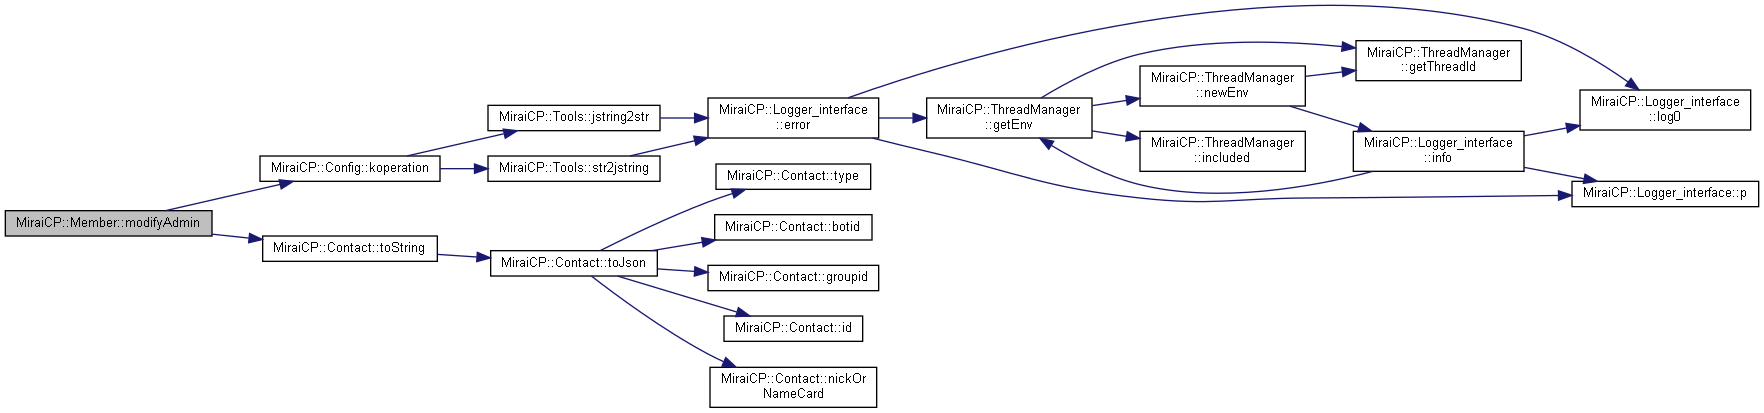 MiraiCP::Member::modifyAdmin
MiraiCP::Config::koperation
MiraiCP::Contact::toString
MiraiCP::Tools::jstring2str
MiraiCP::Tools::str2jstring
MiraiCP::Contact::toJson
MiraiCP::Logger_interface
::error
MiraiCP::Contact::type
MiraiCP::Contact::botid
MiraiCP::Contact::groupid
MiraiCP::Contact::id
MiraiCP::Contact::nickOr
NameCard
MiraiCP::ThreadManager
::getEnv
MiraiCP::ThreadManager
::newEnv
MiraiCP::ThreadManager
::included
MiraiCP::ThreadManager
::getThreadId
MiraiCP::Logger_interface
::info
MiraiCP::Logger_interface
::log0
MiraiCP::Logger_interface::p